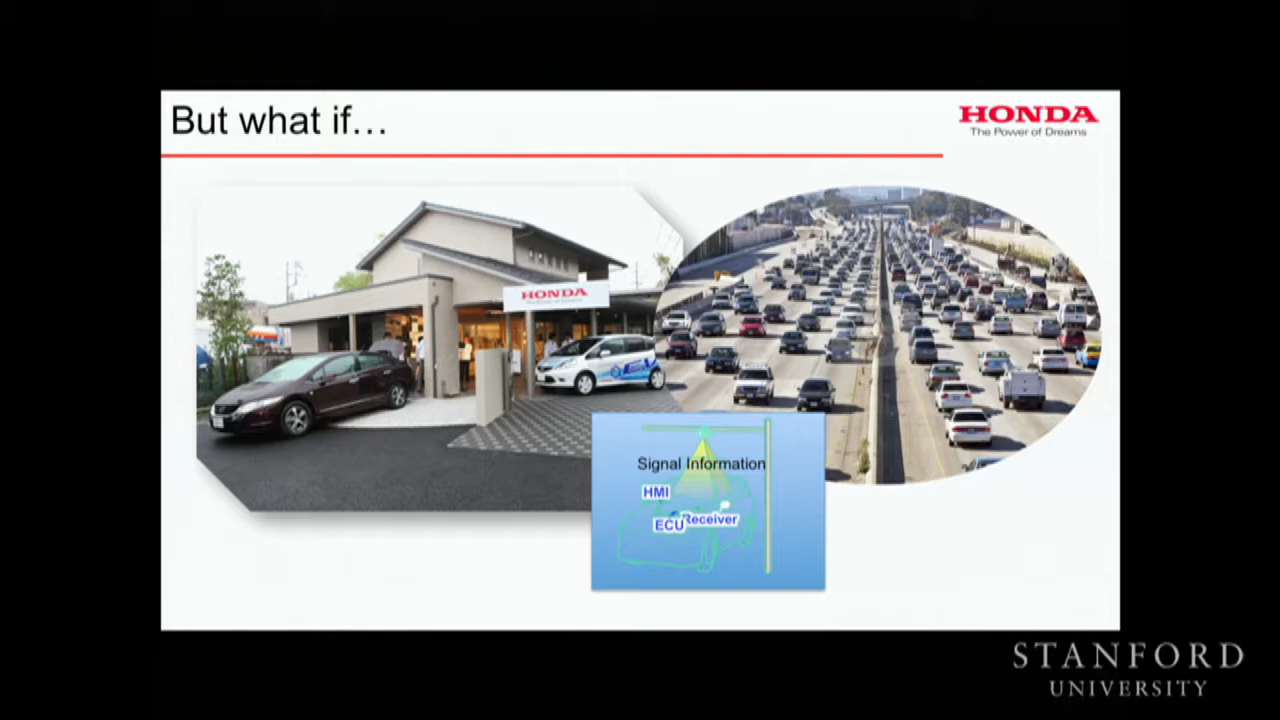 But what if…
HONDA
The Power of Dreams
HONDA
Signal Information
HMI
ECU
Receiver
STANFORD
UNIVERSITY